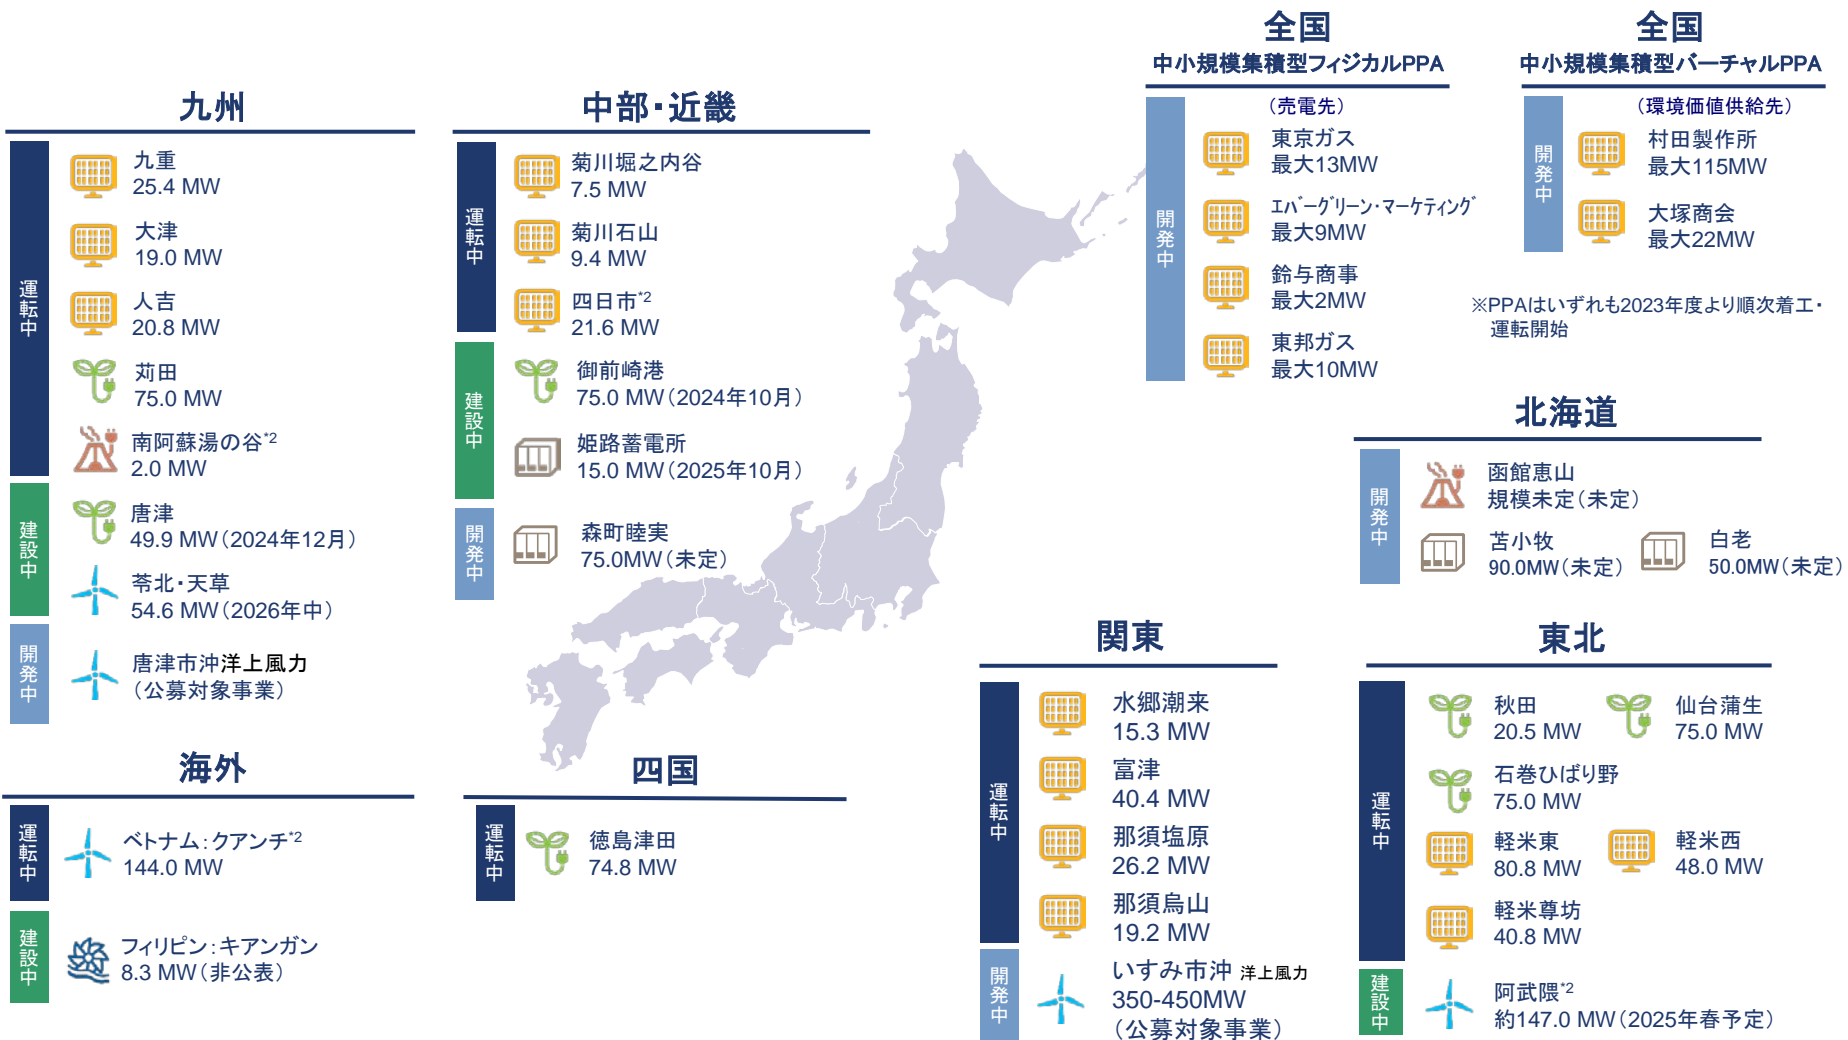 九州
運転中
九重
25.4 MW
大津
19.0 MW
人吉
20.8 MW
苅田
75.0 MW
南阿蘇湯の谷*2
2.0 MW
建設中
唐津
49.9 MW（2024年12月）
苓北・天草
54.6 MW（2026年中）
開発中
唐津市沖洋上風力
（公募対象事業）
中部・近畿
運転中
菊川堀之内谷
7.5 MW
菊川石山
9.4 MW
四日市*2
21.6 MW
建設中
御前崎港
75.0 MW（2024年10月）
姫路蓄電所
15.0 MW（2025年10月）
開発中
森町睦実
75.0MW（未定）
全国
中小規模集積型フィジカルPPA
開発中
（売電先）
東京ガス
最大13MW
エバーグリーン・マーケティング
最大9MW
鈴与商事
最大2MW
東邦ガス
最大10MW
全国
中小規模集積型バーチャルPPA
開発中
（環境価値供給先）
村田製作所
最大115MW
大塚商会
最大22MW
※PPAはいずれも2023年度より順次着工・
運転開始
北海道
開発中
函館恵山
規模未定（未定）
苫小牧
90.0MW（未定）
白老
50.0MW（未定）
海外
運転中
ベトナム：クアンチ*2
144.0 MW
建設中
フィリピン：キアンガン
8.3 MW（非公表）
四国
運転中
徳島津田
74.8 MW
関東
運転中
水郷潮来
15.3 MW
富津
40.4 MW
那須塩原
26.2 MW
那須烏山
19.2 MW
開発中
いすみ市沖 洋上風力
350-450MW
（公募対象事業）
東北
運転中
秋田
20.5 MW
仙台蒲生
75.0 MW
石巻ひばり野
75.0 MW
軽米東
80.8 MW
軽米西
48.0 MW
軽米尊坊
40.8 MW
建設中
阿武隈*2
約147.0 MW（2025年春予定）